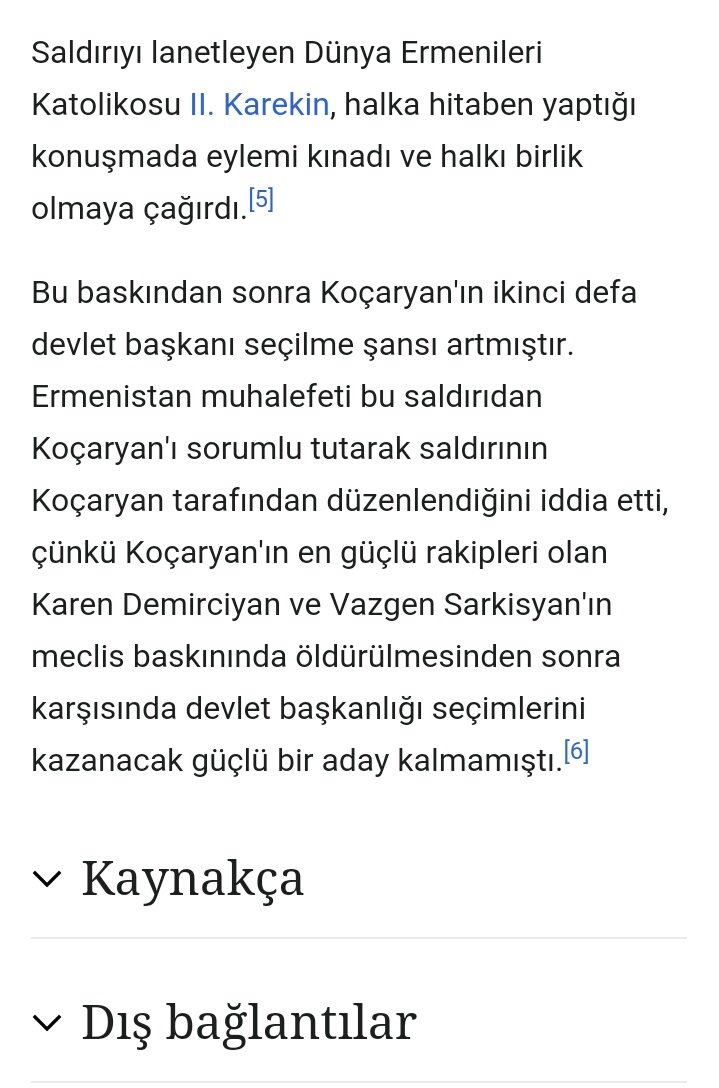 Saldırıyı lanetleyen Dünya Ermenileri
Katolikosu II. Karekin, halka hitaben yaptığı
konuşmada eylemi kınadı ve halkı birlik
olmaya çağırdı.[5]
Bu baskından sonra Koçaryan'ın ikinci defa
devlet başkanı seçilme şansı artmıştır.
Ermenistan muhalefeti bu saldırıdan
Koçaryan'ı sorumlu tutarak saldırının
Koçaryan tarafından düzenlendiğini iddia etti,
çünkü Koçaryan'ın en güçlü rakipleri olan
Karen Demirciyan ve Vazgen Sarkisyan'ın
meclis baskınında öldürülmesinden sonra
karşısında devlet başkanlığı seçimlerini
kazanacak güçlü bir aday kalmamıştı.[6]
Kaynakça
Dış bağlantılar